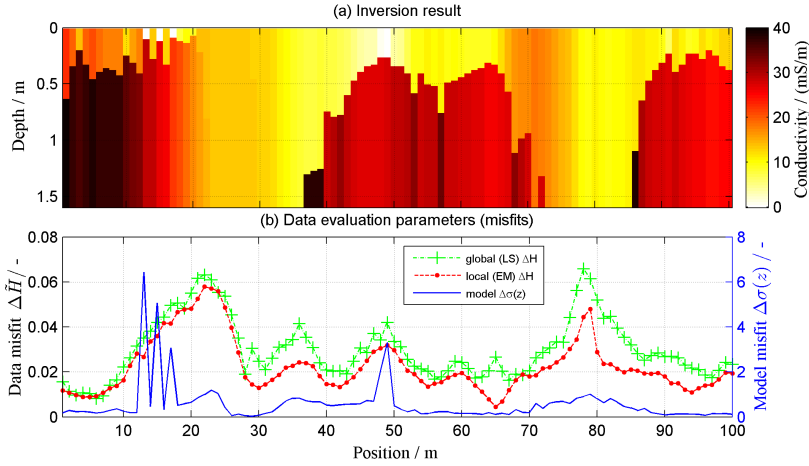 (a) Inversion result
0
0.5
1
1.5
Depth / m
40
30
20
10
0
Conductivity / (mS/m)
(b) Data evaluation parameters (misfits)
0.08
0.06
0.04
0.02
0
Data misfit ΔH̃ / -
global (LS) ΔH
local (EM) ΔH
model Δσ(z)
8
6
4
2
0
Model misfit Δσ(z) / -
10 20 30 40 50 60 70 80 90 100
Position / m